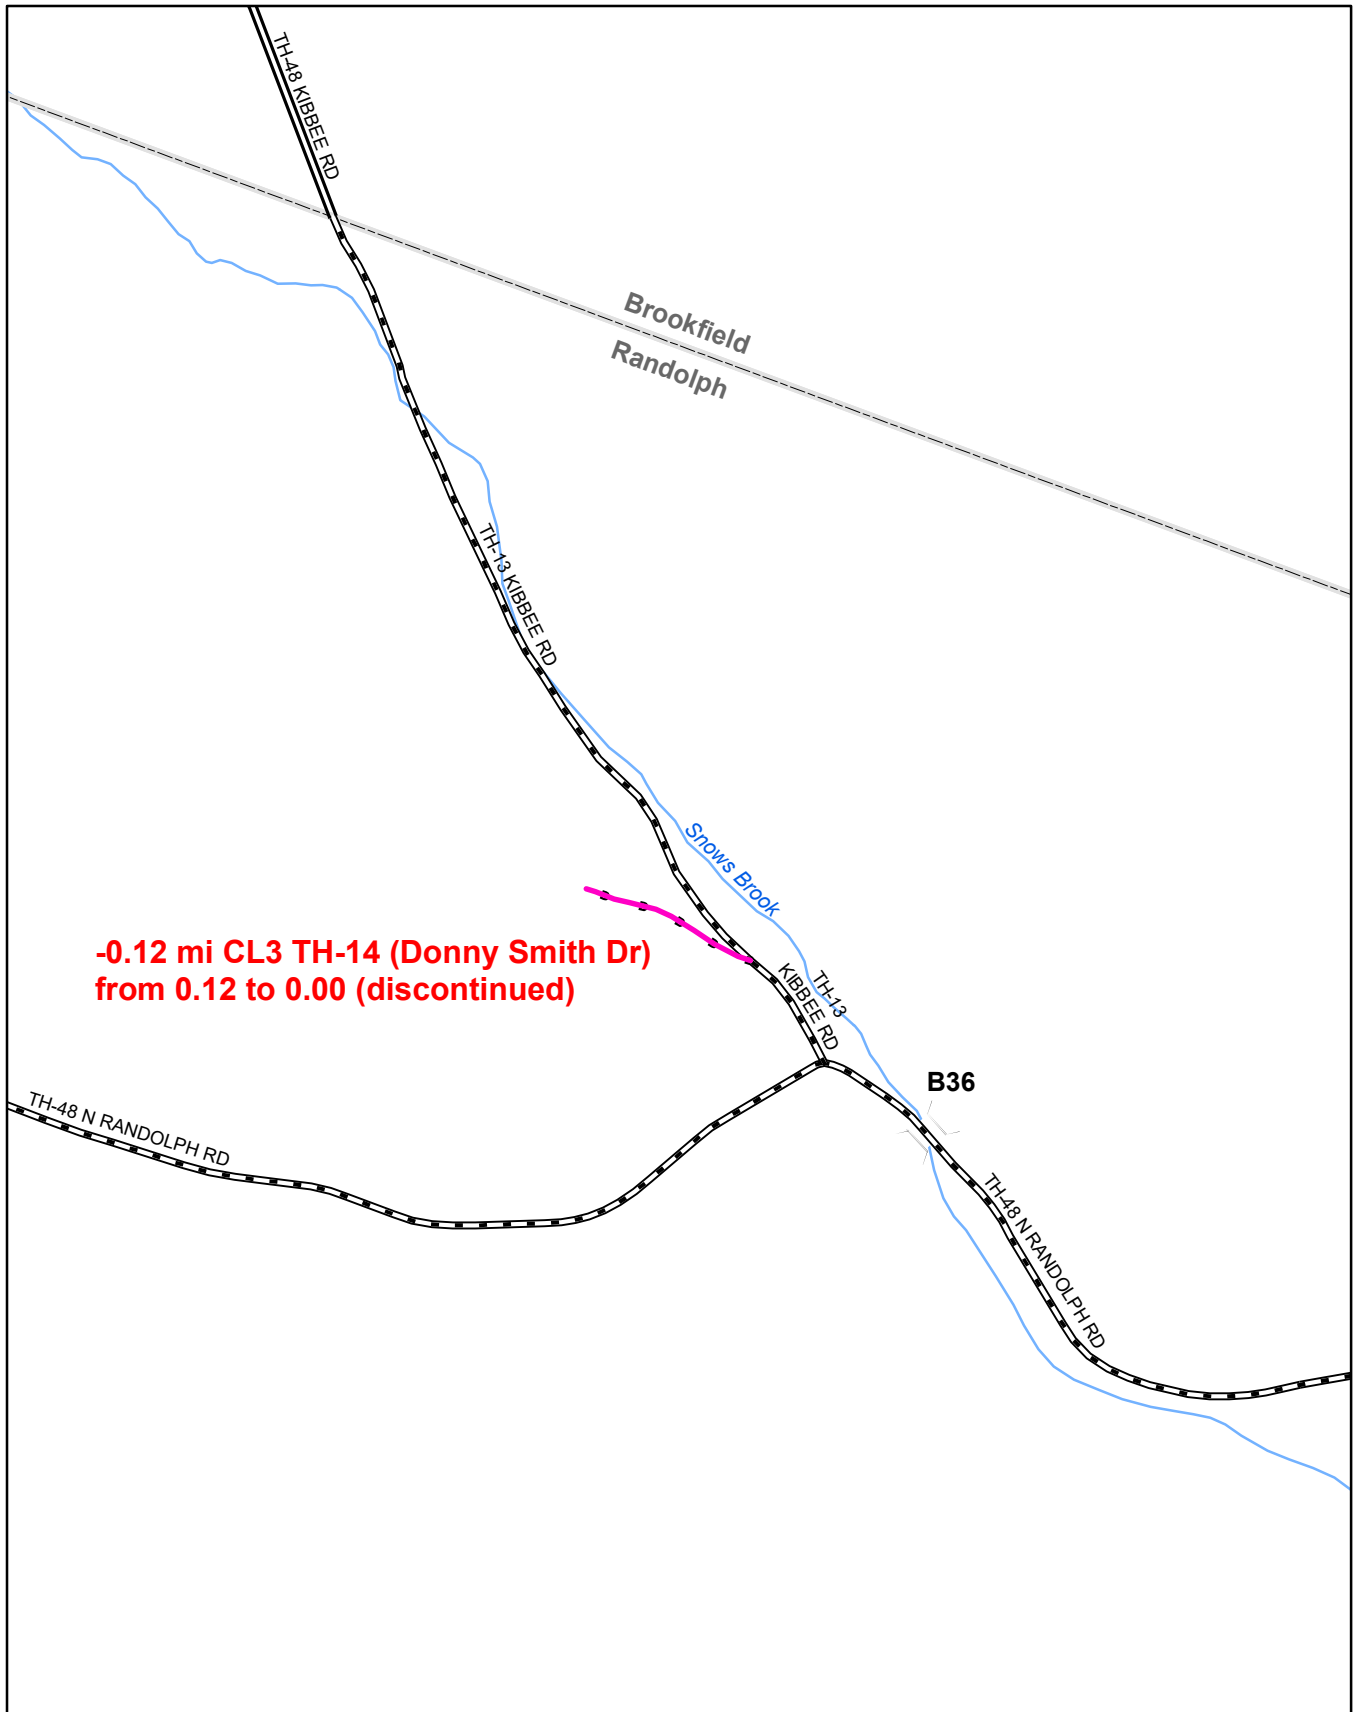 TH-48 KIBBEE RD
Brookfield
Randolph
TH-13 KIBBEE RD
Snows Brook
-0.12 mi CL3 TH-14 (Donny Smith Dr)
from 0.12 to 0.00 (discontinued)
TH-13
KIBBEE RD
B36
TH-48 N RANDOLPH RD
TH-48 N RANDOLPH RD